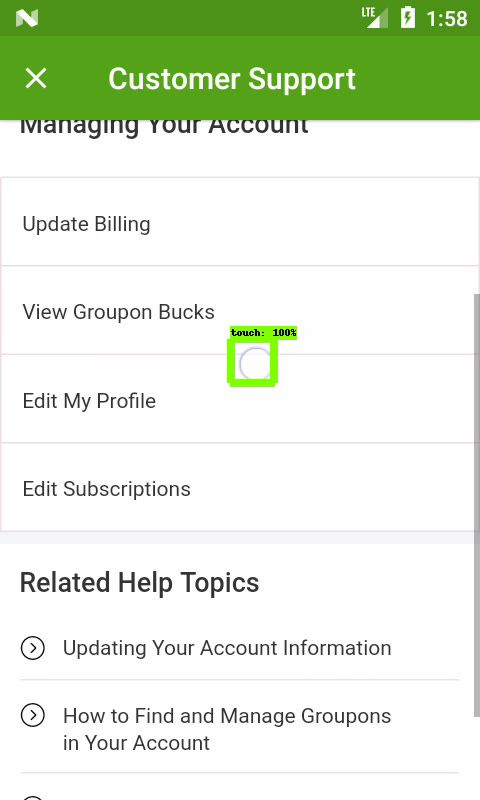 LTE 1:58
Customer Support
Managing Your Account
Update Billing
View Groupon Bucks
touch: 100%
Edit My Profile
Edit Subscriptions
Related Help Topics
Updating Your Account Information
How to Find and Manage Groupons
in Your Account